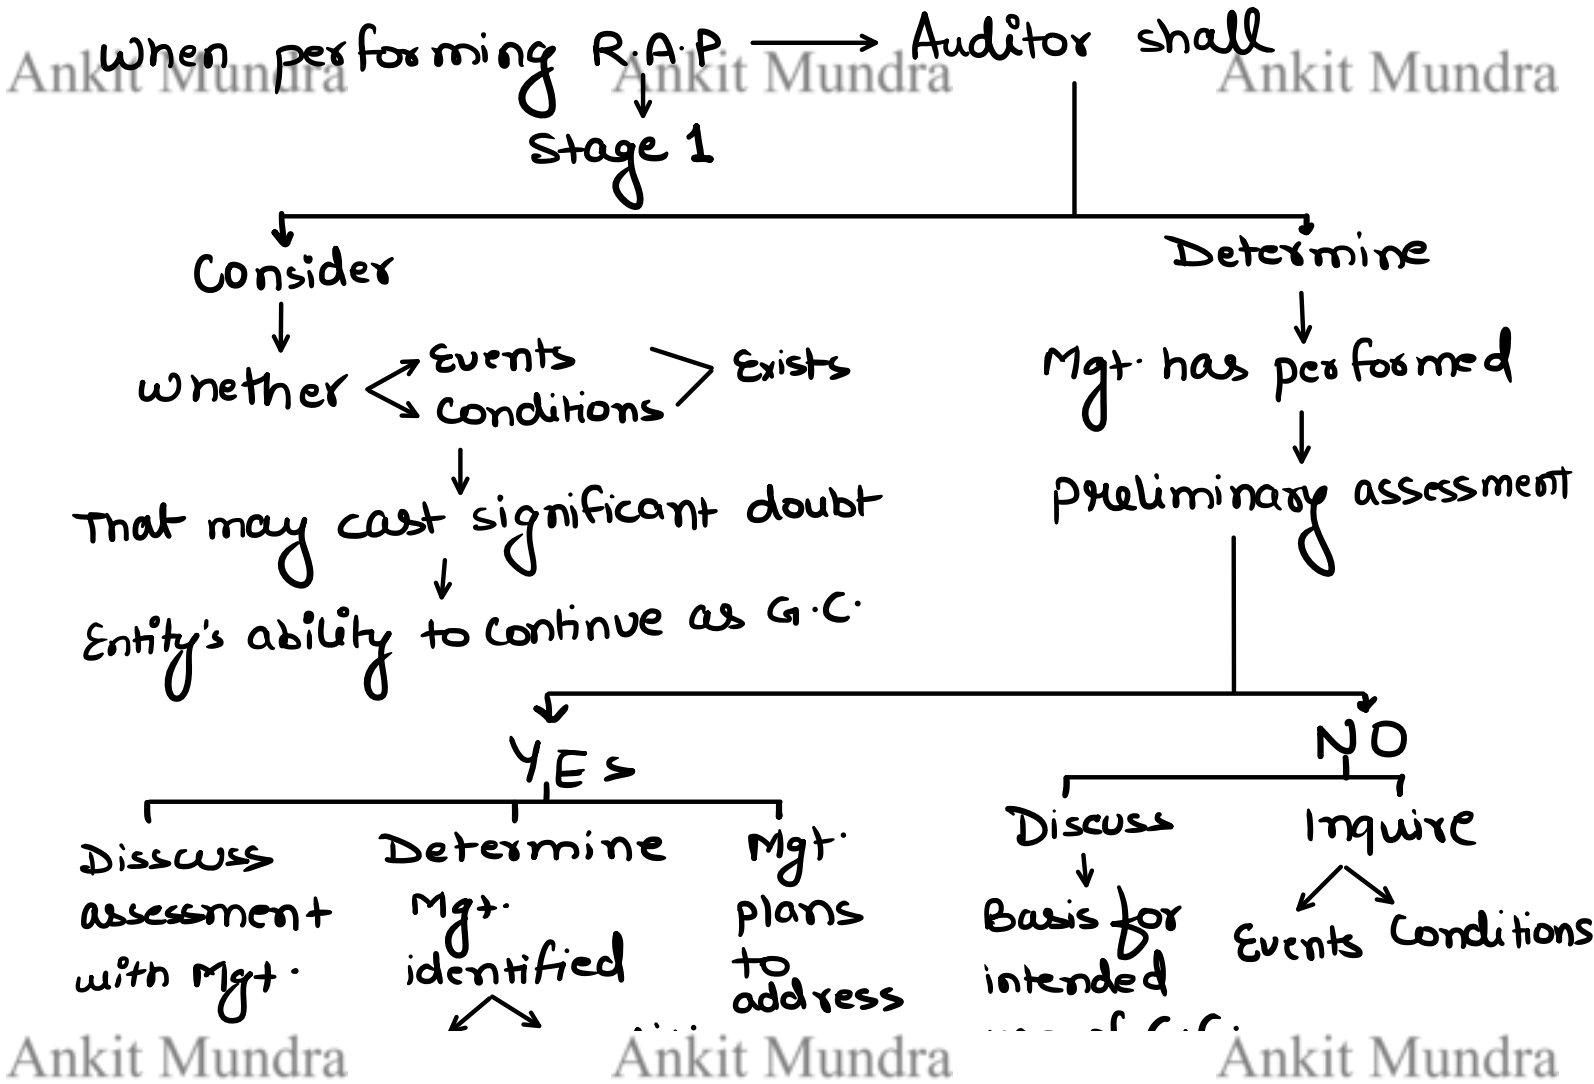 when performing R.A.P → Auditor shall
Ankit Mundra Ankit Mundra Ankit Mundra
Stage 1
Consider
Determine
whether Events Conditions Exists
Mgt. has performed
That may cast significant doubt
preliminary assessment
Entity's ability to continue as G.C.
YES
NO
Disscuss
assessment
with Mgt.
Determine
Mgt.
identified
Mgt.
plans
to
address
Discuss
Basis for
intended
Inquire
Events Conditions
Ankit Mundra Ankit Mundra Ankit Mundra